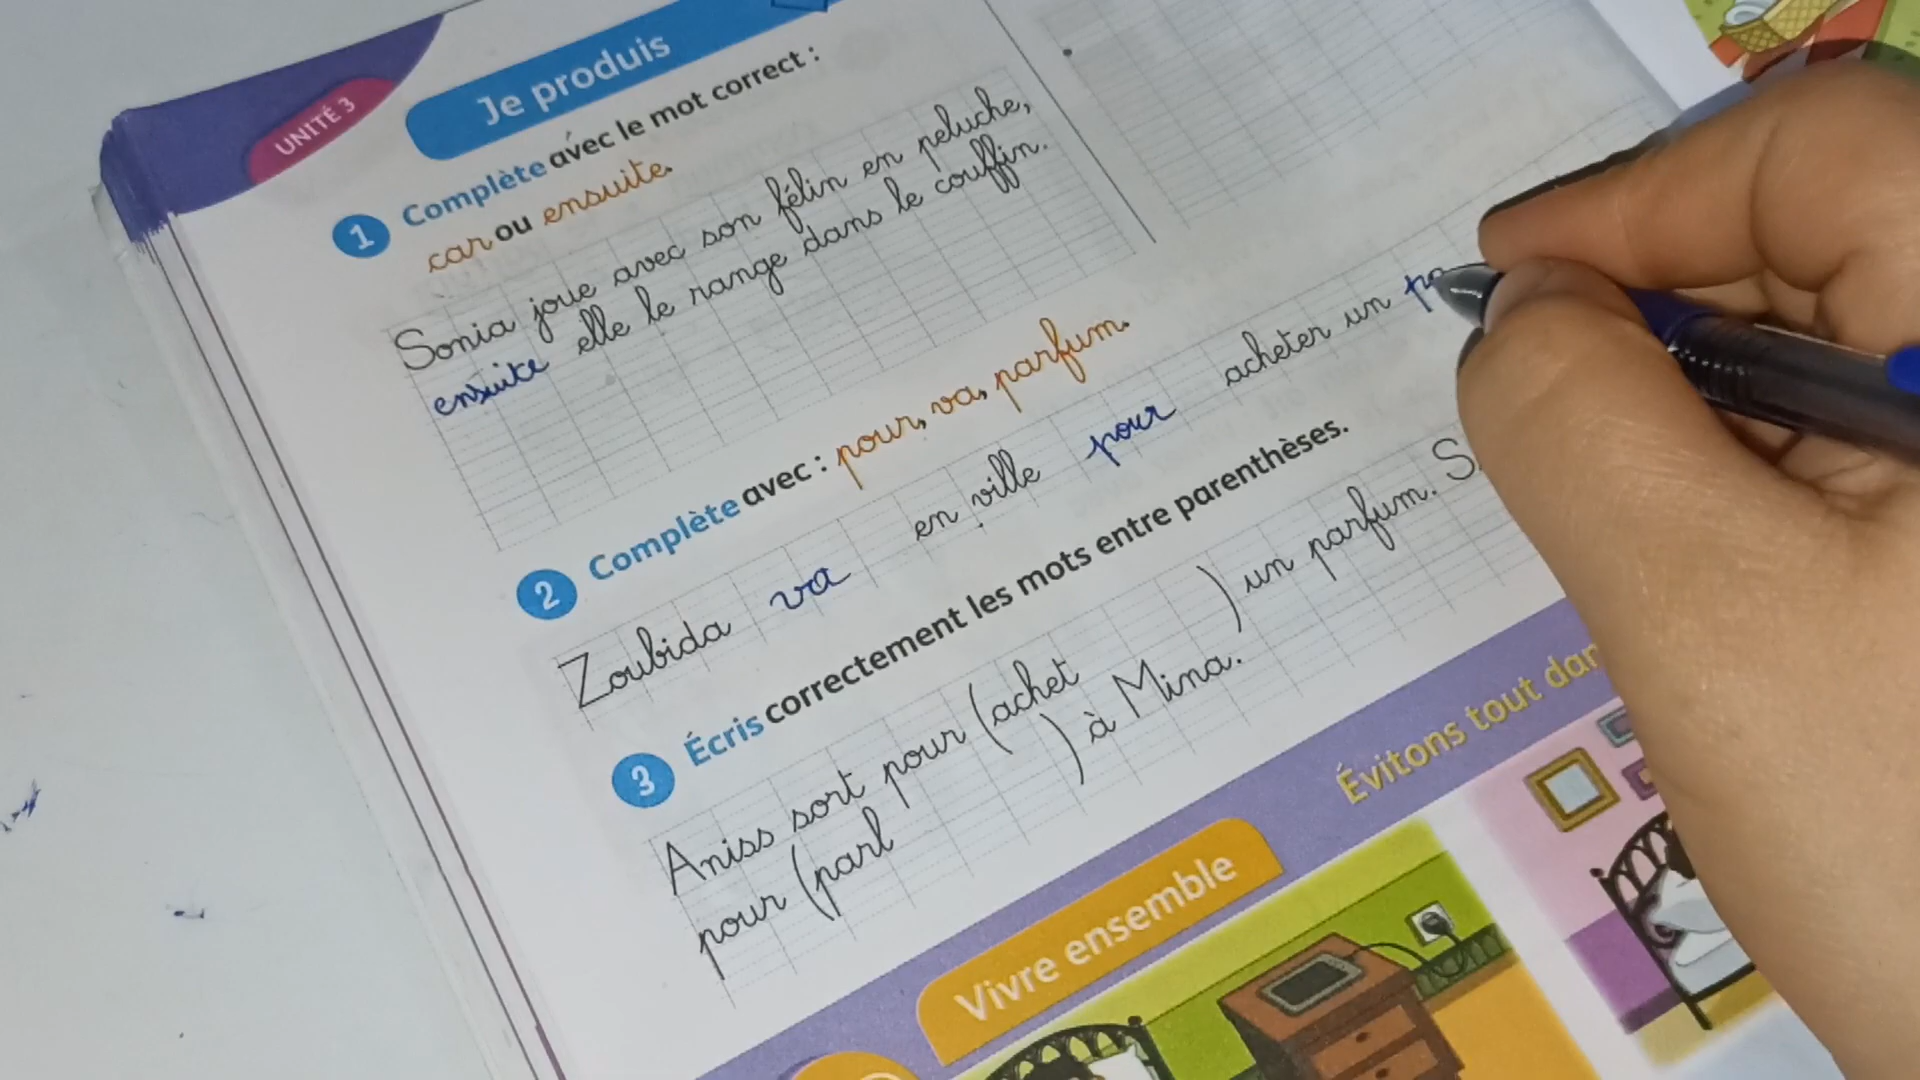 UNITÉ 3
Je produis
1 Complète avec le mot correct :
car ou ensuite.
Sonia joue avec son félin en peluche,
ensuite elle le range dans le couffin.
2 Complète avec : pour, va, parfum.
Zoubida va en ville pour acheter un pa
3 Écris correctement les mots entre parenthèses.
Aniss sort pour (achet ) un parfum. S
pour (parl ) à Mina.
Évitons tout dan
Vivre ensemble